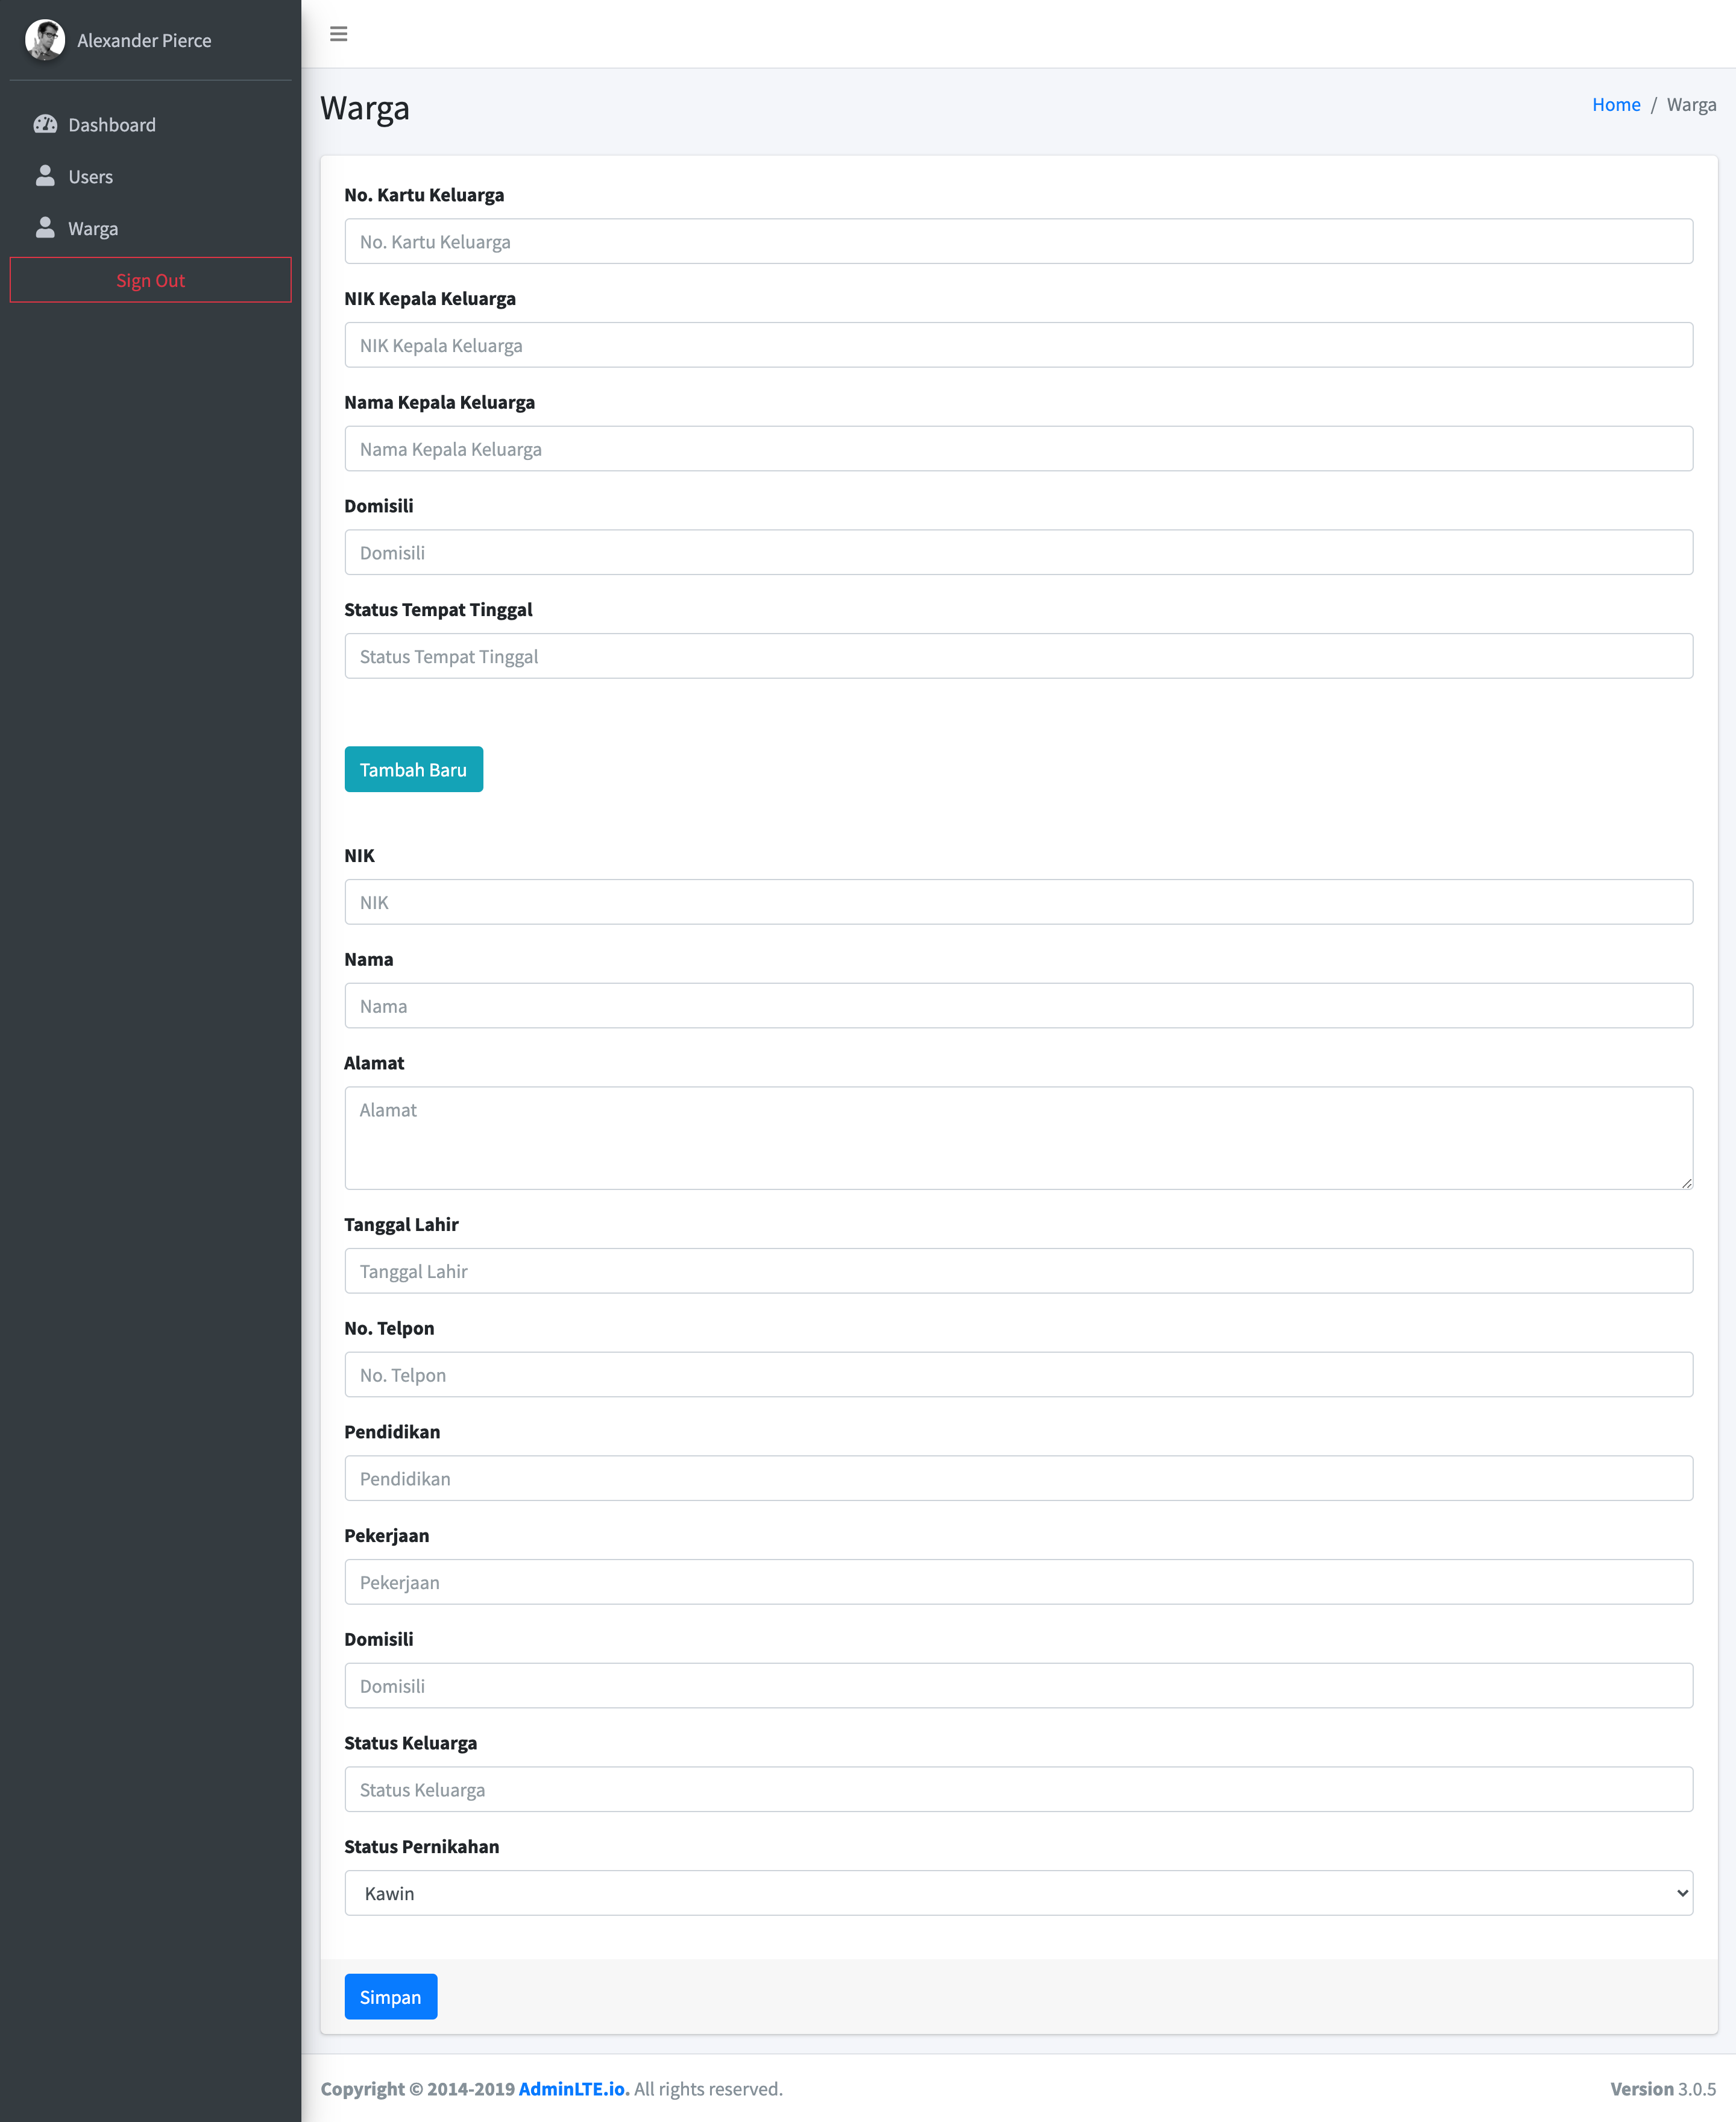 Alexander Pierce
Dashboard
Users
Warga
Sign Out
Warga
Home / Warga
No. Kartu Keluarga
No. Kartu Keluarga
NIK Kepala Keluarga
NIK Kepala Keluarga
Nama Kepala Keluarga
Nama Kepala Keluarga
Domisili
Domisili
Status Tempat Tinggal
Status Tempat Tinggal
Tambah Baru
NIK
NIK
Nama
Nama
Alamat
Alamat
Tanggal Lahir
Tanggal Lahir
No. Telpon
No. Telpon
Pendidikan
Pendidikan
Pekerjaan
Pekerjaan
Domisili
Domisili
Status Keluarga
Status Keluarga
Status Pernikahan
Kawin
Simpan
Copyright © 2014-2019 AdminLTE.io. All rights reserved.
Version 3.0.5